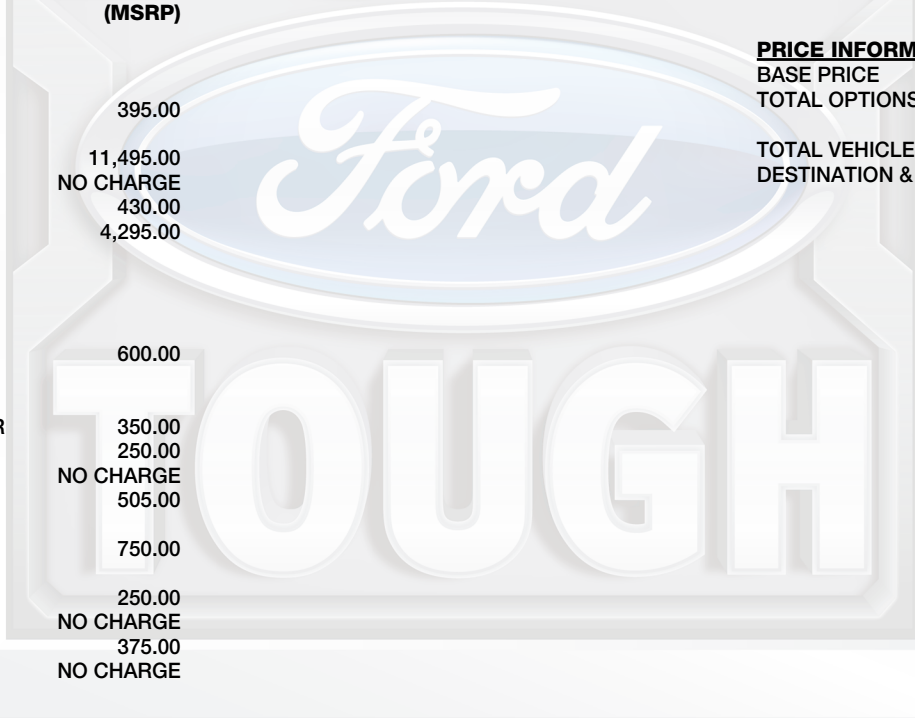 (MSRP)
395.00
11,495.00
NO CHARGE
430.00
4,295.00
600.00
R 350.00
250.00
NO CHARGE
505.00
750.00
250.00
NO CHARGE
375.00
NO CHARGE
PRICE INFORM
BASE PRICE
TOTAL OPTIONS
TOTAL VEHICLE
DESTINATION &
Ford
TOUGH